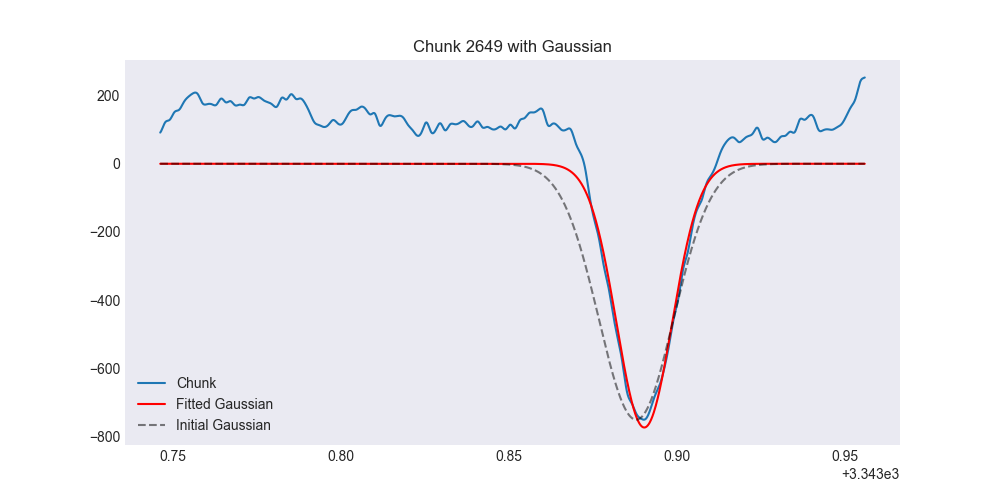 Chunk 2649 with Gaussian
200
0
−200
−400
−600
−800
Chunk
Fitted Gaussian
Initial Gaussian
0.75 0.80 0.85 0.90 0.95
+3.343e3